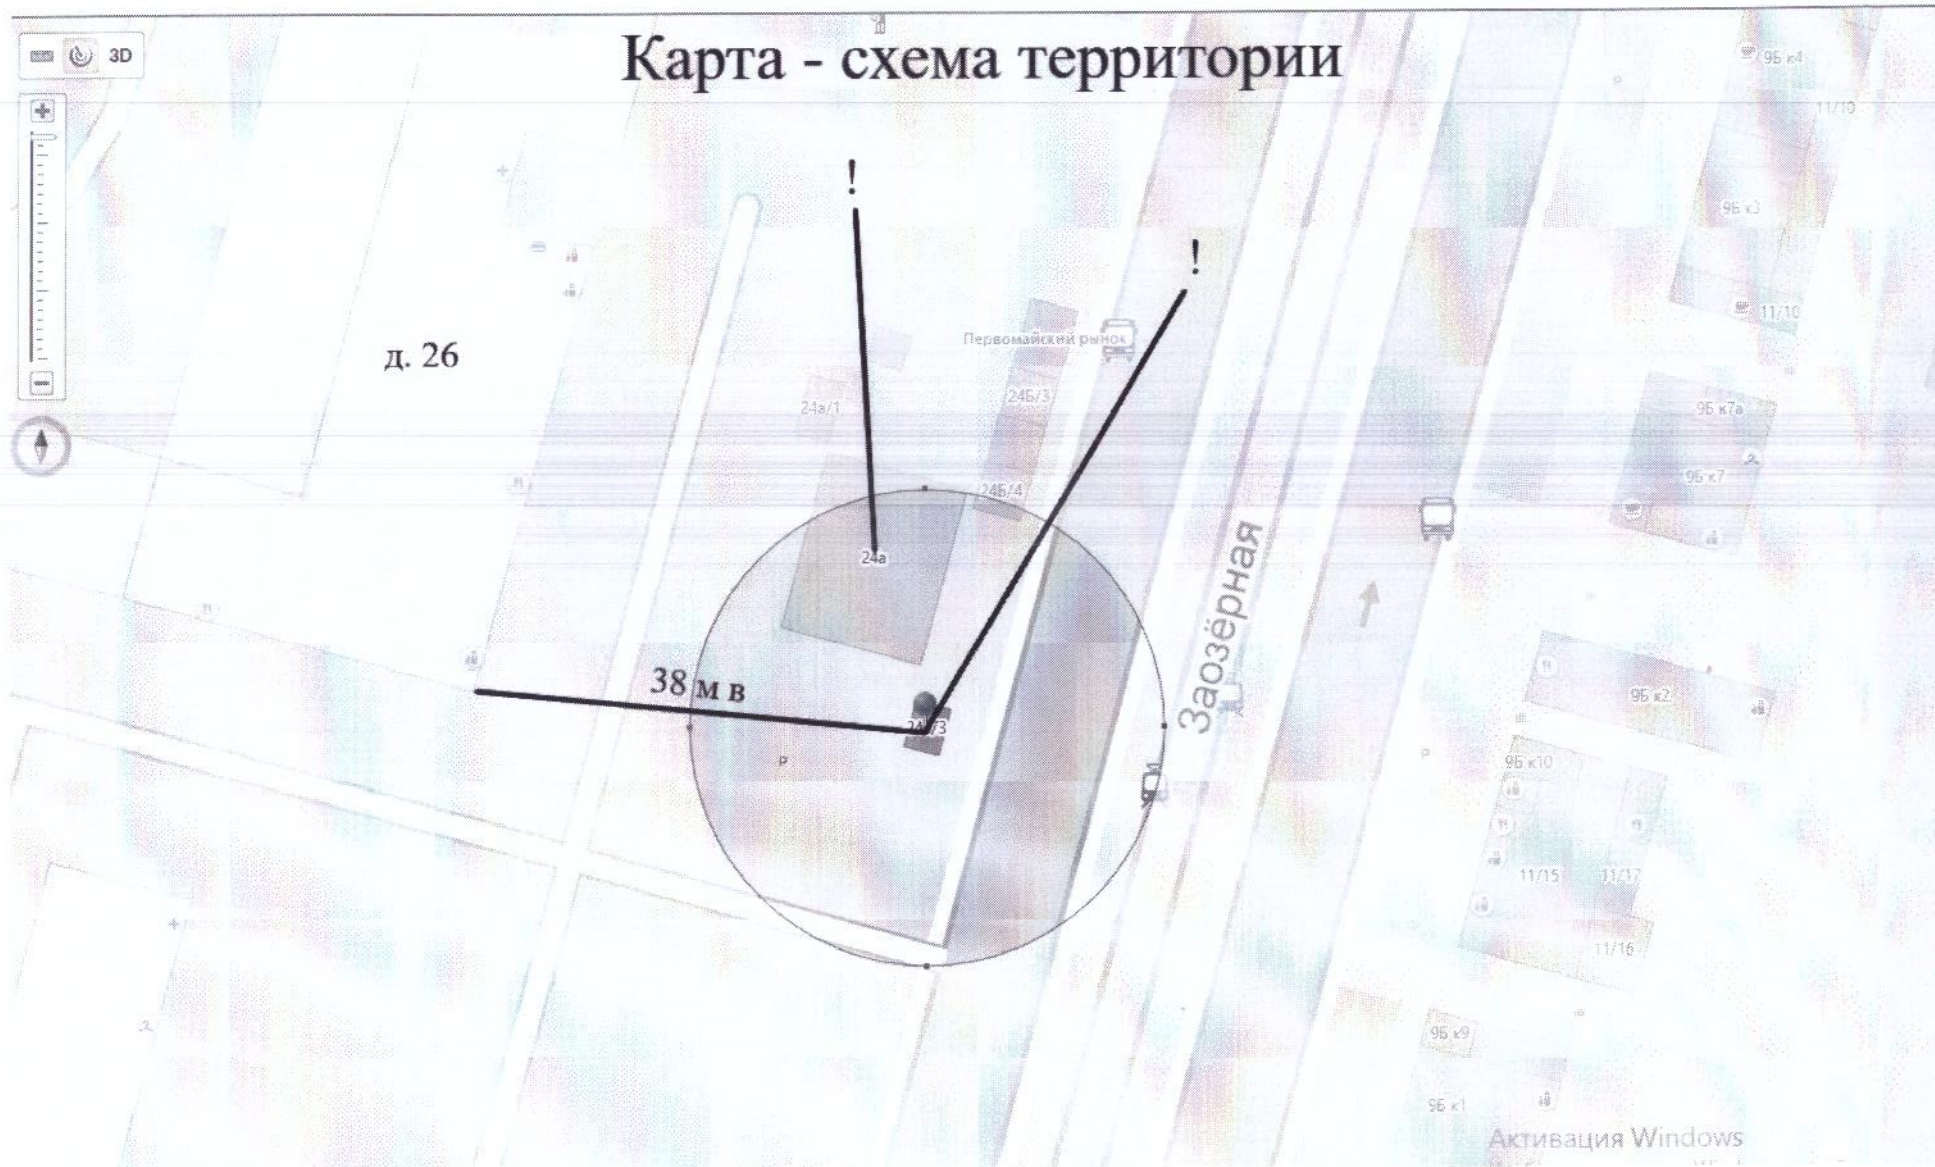 Карта - схема территории
3D
9Б к4
11/10
!
9Б к3
!
11/10
Первомайский рынок
д. 26
24а/1
24Б/3
9Б к7а
9Б к7
24Б/4
24а
Заозёрная
38 м в
9Б к2
P
P
9Б к10
11/15
11/17
11/16
9Б к9
9Б к1
Активация Windows